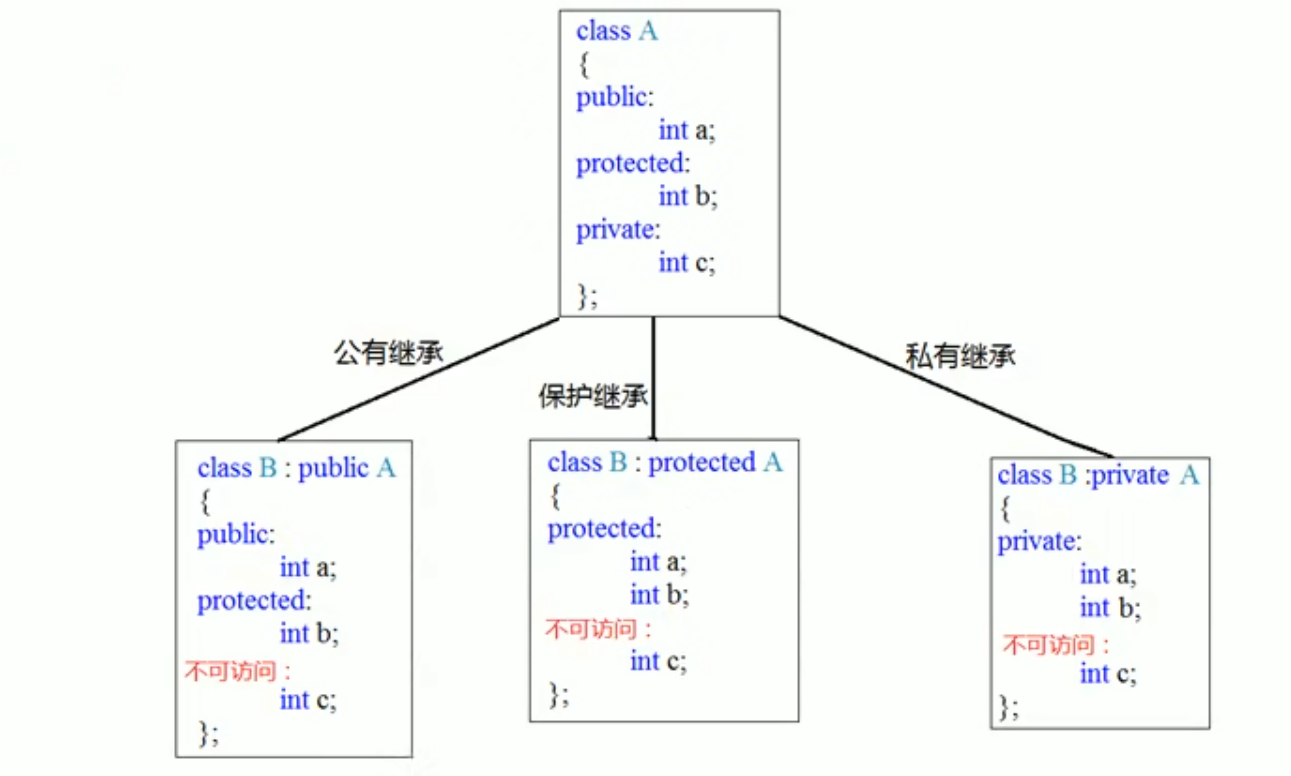 class A
{
public:
int a;
protected:
int b;
private:
int c;
};
公有继承
保护继承
私有继承
class B : public A
{
public:
int a;
protected:
int b;
不可访问：
int c;
};
class B : protected A
{
protected:
int a;
int b;
不可访问：
int c;
};
class B :private A
{
private:
int a;
int b;
不可访问：
int c;
};